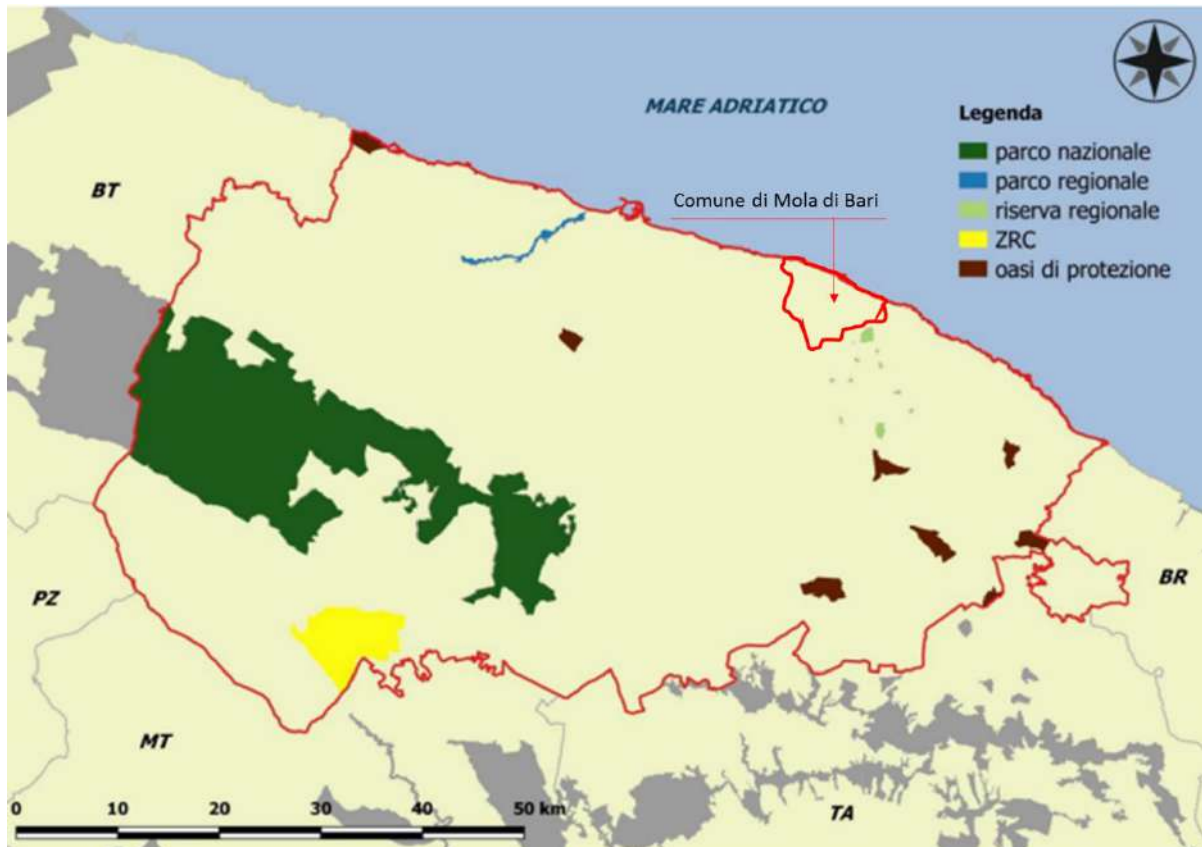 MARE ADRIATICO
Legenda
parco nazionale
parco regionale
riserva regionale
ZRC
oasi di protezione
Comune di Mola di Bari
BT
PZ
BR
MT
TA
0 10 20 30 40 50 km